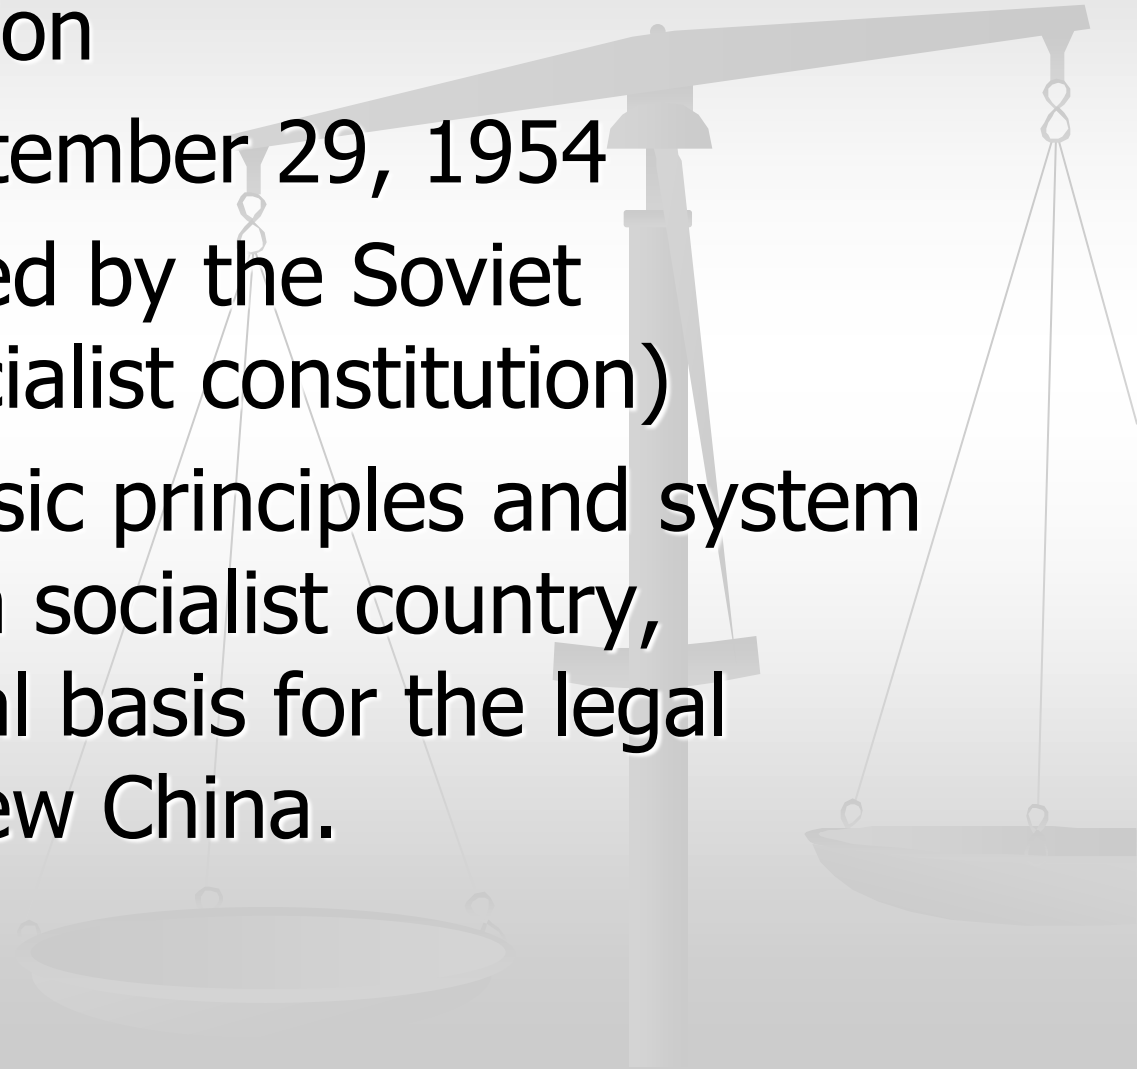 on
tember 29, 1954
ed by the Soviet
cialist constitution)
sic principles and system
socialist country,
al basis for the legal
ew China.